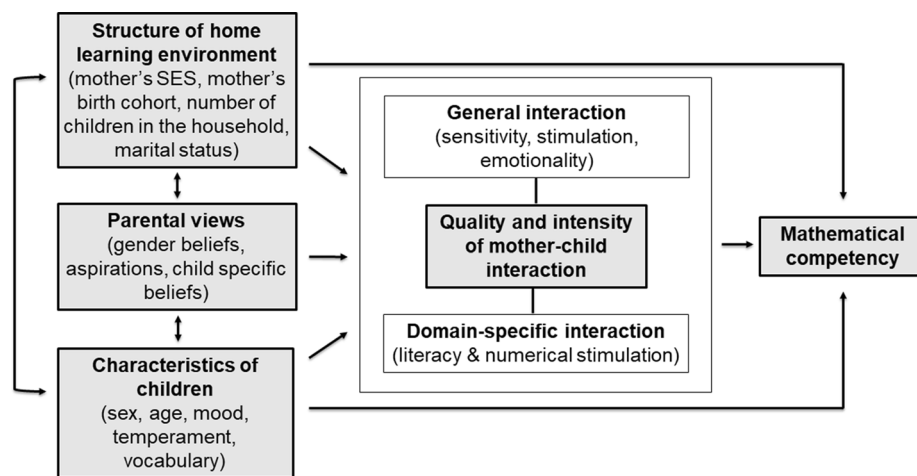 Structure of home
learning environment
(mother's SES, mother's
birth cohort, number of
children in the household,
marital status)
Parental views
(gender beliefs,
aspirations, child specific
beliefs)
Characteristics of
children
(sex, age, mood,
temperament,
vocabulary)
General interaction
(sensitivity, stimulation,
emotionality)
Quality and intensity
of mother-child
interaction
Domain-specific interaction
(literacy & numerical stimulation)
Mathematical
competency